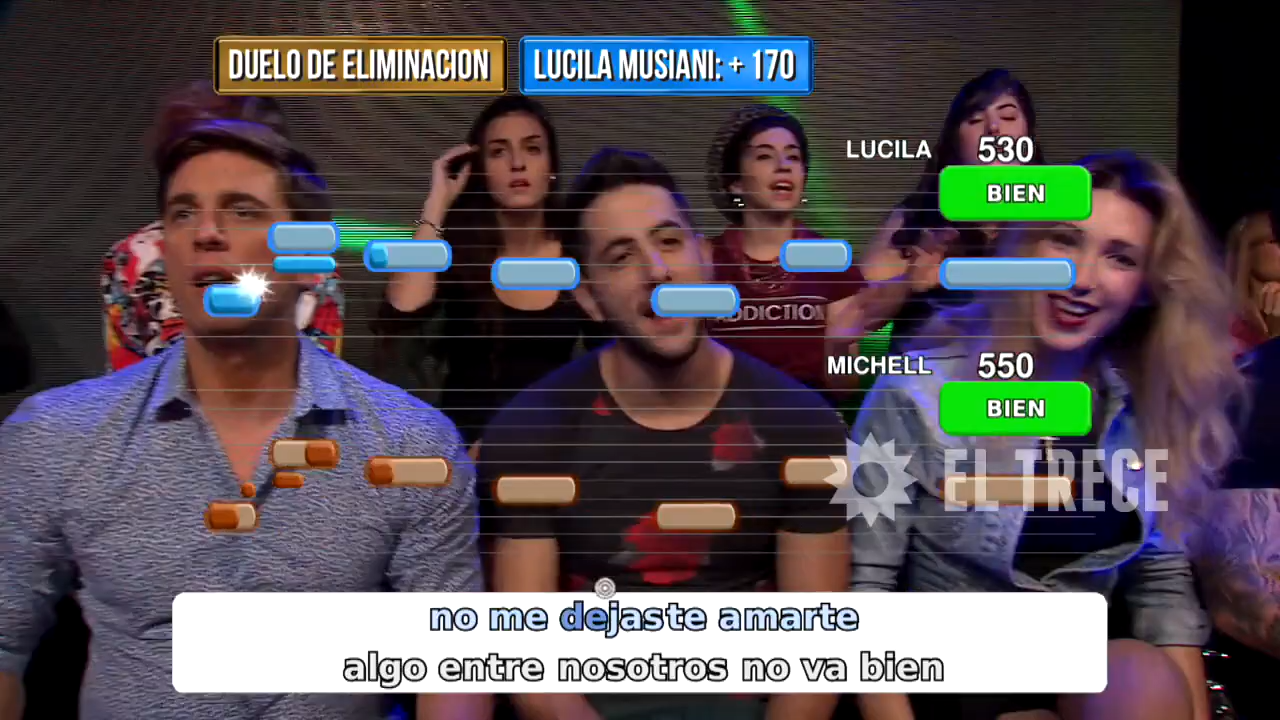 DUELO DE ELIMINACION
LUCILA MUSIANI: + 170
LUCILA 530
BIEN
ADDICTION
MICHELL 550
BIEN
EL TRECE
no me dejaste amarte
algo entre nosotros no va bien